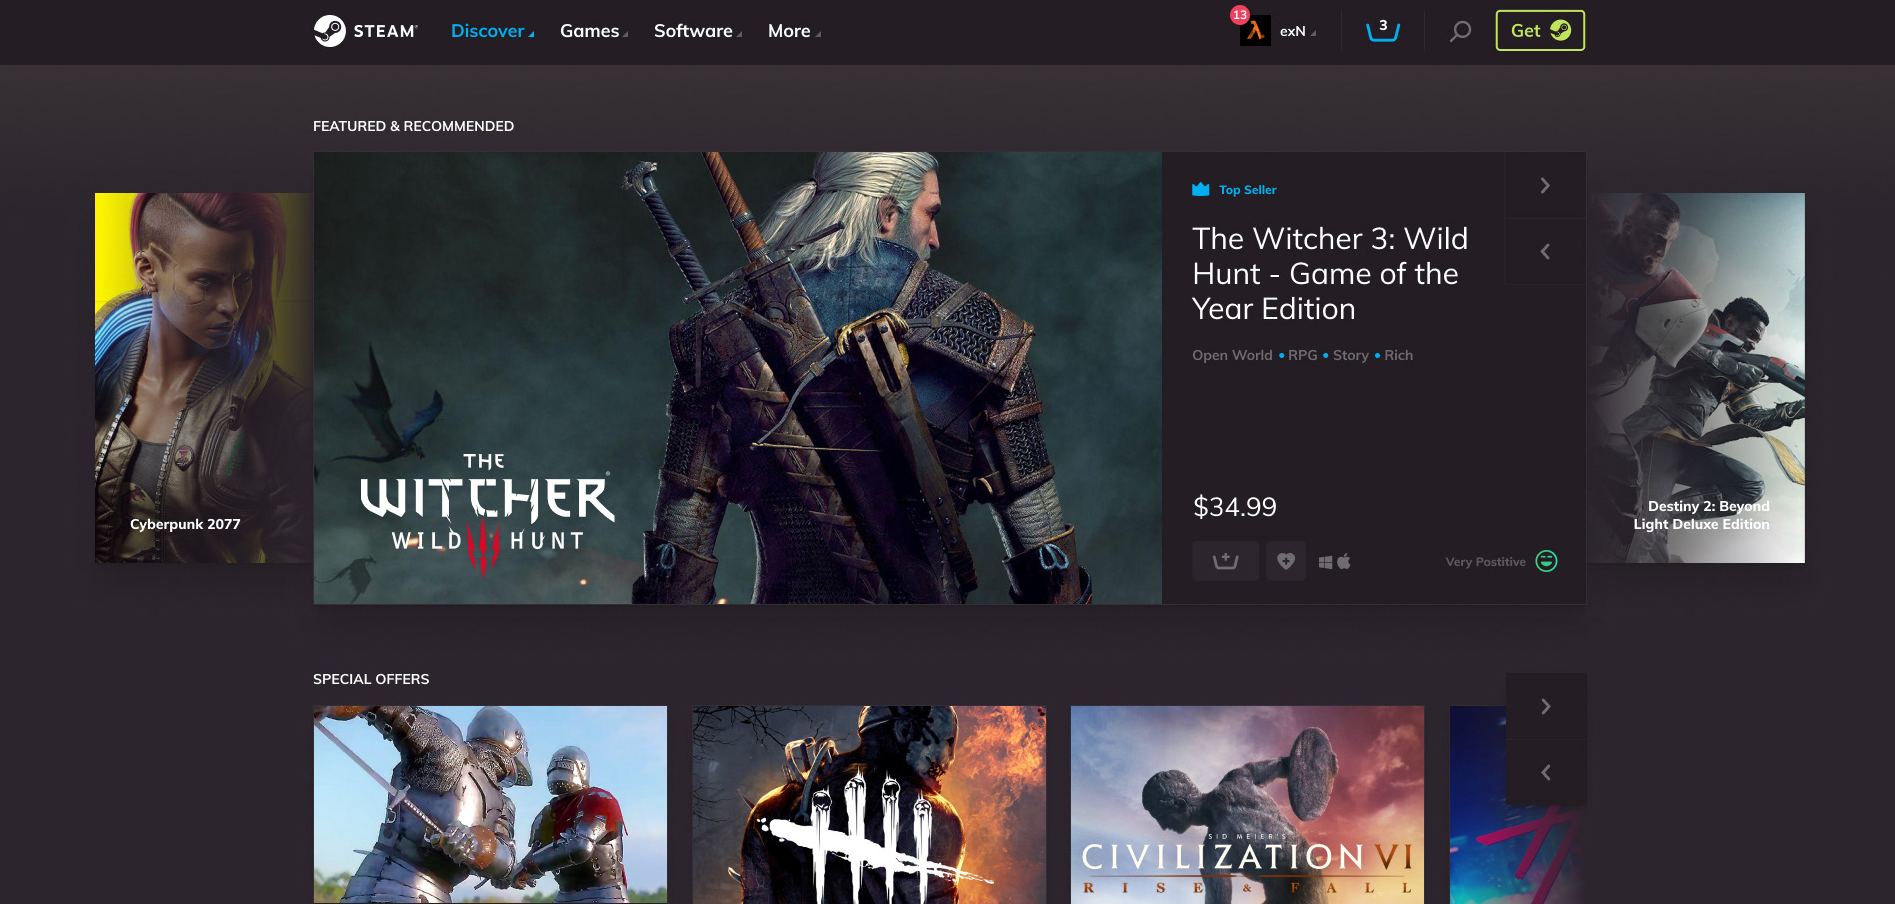 STEAM
Discover
Games
Software
More
13
exN
3
Get
FEATURED & RECOMMENDED
Cyberpunk 2077
THE
WITCHER
WILD HUNT
Top Seller
The Witcher 3: Wild
Hunt - Game of the
Year Edition
Open World • RPG • Story • Rich
$34.99
Very Postitive
Destiny 2: Beyond
Light Deluxe Edition
SPECIAL OFFERS
SID MEIER'S
CIVILIZATION VI
RISE & FALL